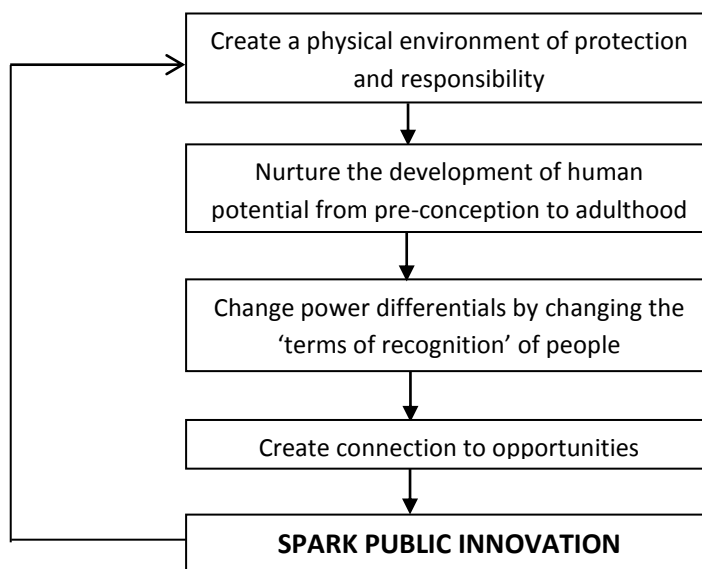 Create a physical environment of protection
and responsibility
Nurture the development of human
potential from pre-conception to adulthood
Change power differentials by changing the
‘terms of recognition’ of people
Create connection to opportunities
SPARK PUBLIC INNOVATION